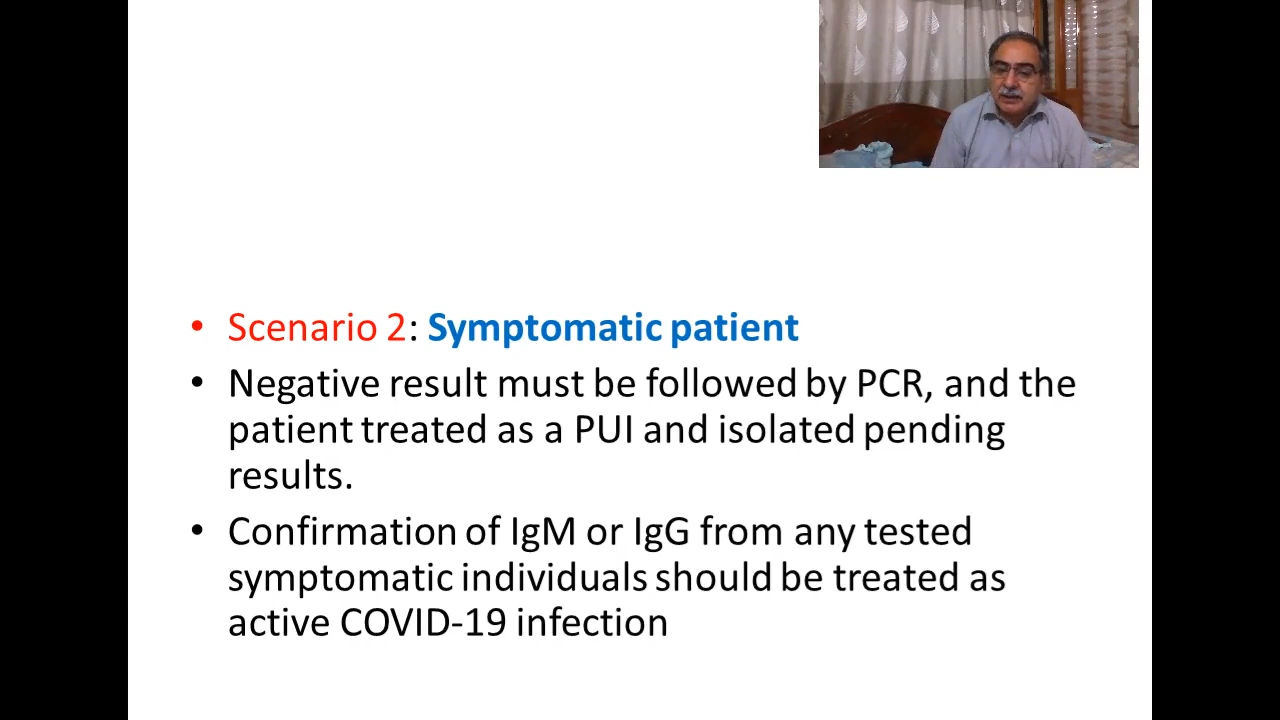 • Scenario 2: Symptomatic patient
• Negative result must be followed by PCR, and the
patient treated as a PUI and isolated pending
results.
• Confirmation of IgM or IgG from any tested
symptomatic individuals should be treated as
active COVID-19 infection